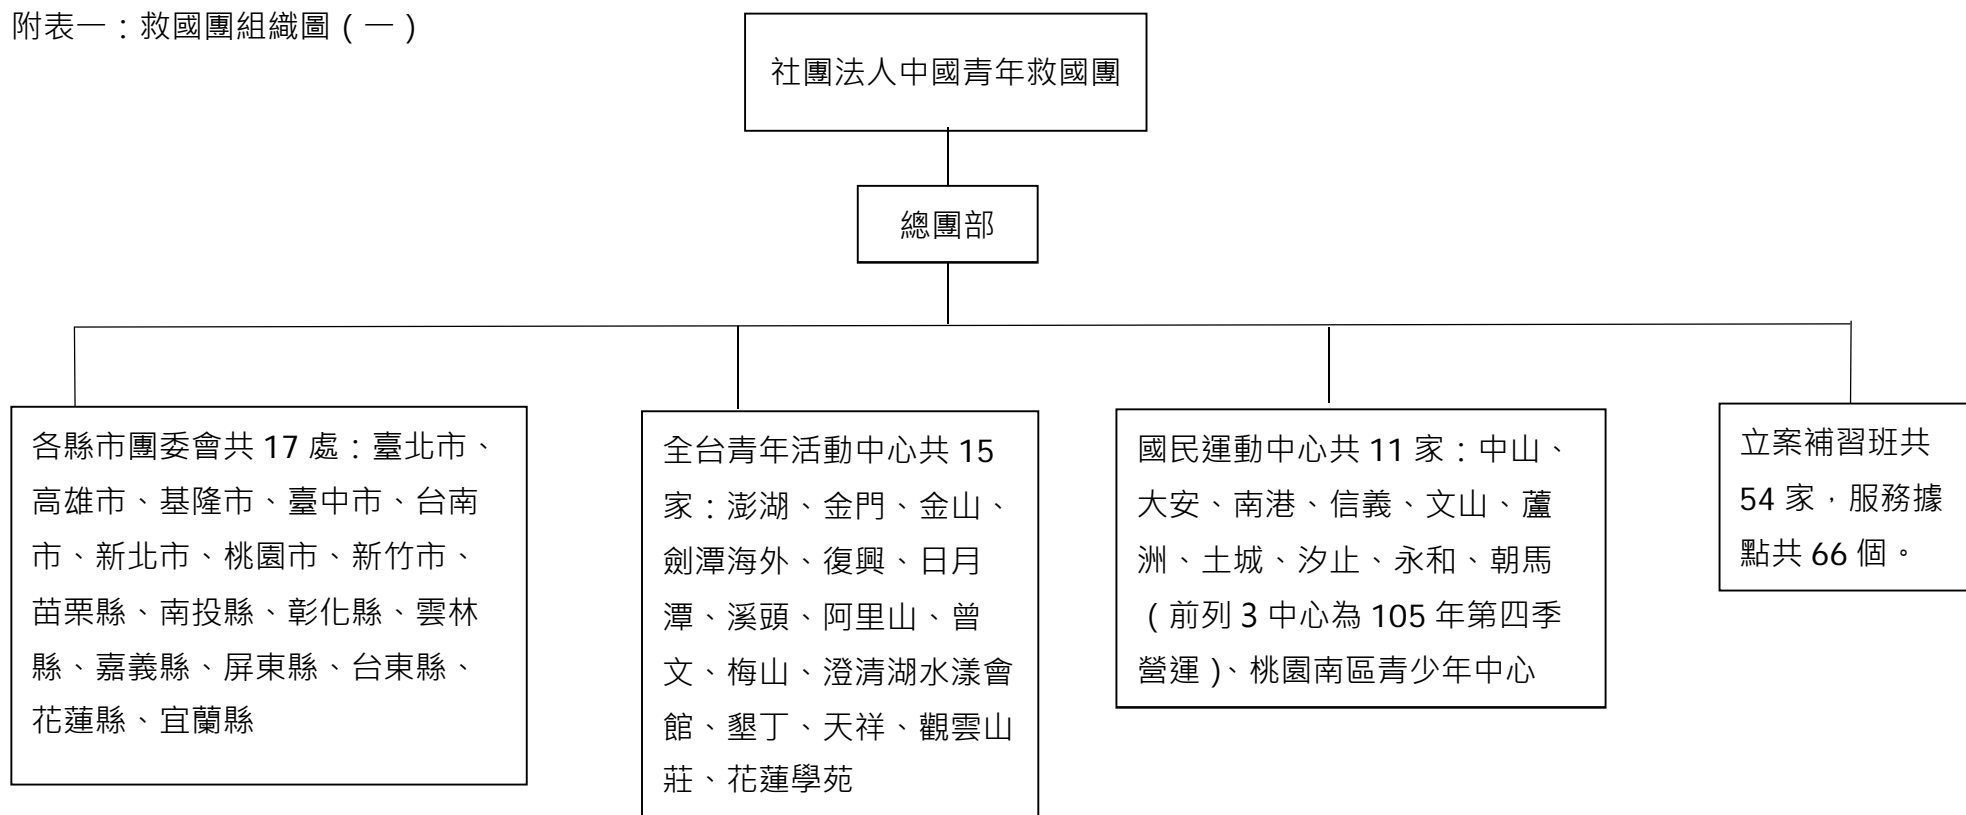 附表一：救國團組織圖（一）
社團法人中國青年救國團
總團部
各縣市團委會共 17 處：臺北市、
高雄市、基隆市、臺中市、台南
市、新北市、桃園市、新竹市、
苗栗縣、南投縣、彰化縣、雲林
縣、嘉義縣、屏東縣、台東縣、
花蓮縣、宜蘭縣
全台青年活動中心共 15
家：澎湖、金門、金山、
劍潭海外、復興、日月
潭、溪頭、阿里山、曾
文、梅山、澄清湖水漾會
館、墾丁、天祥、觀雲山
莊、花蓮學苑
國民運動中心共 11 家：中山、
大安、南港、信義、文山、蘆
洲、土城、汐止、永和、朝馬
（前列 3 中心為 105 年第四季
營運）、桃園南區青少年中心
立案補習班共
54 家，服務據
點共 66 個。